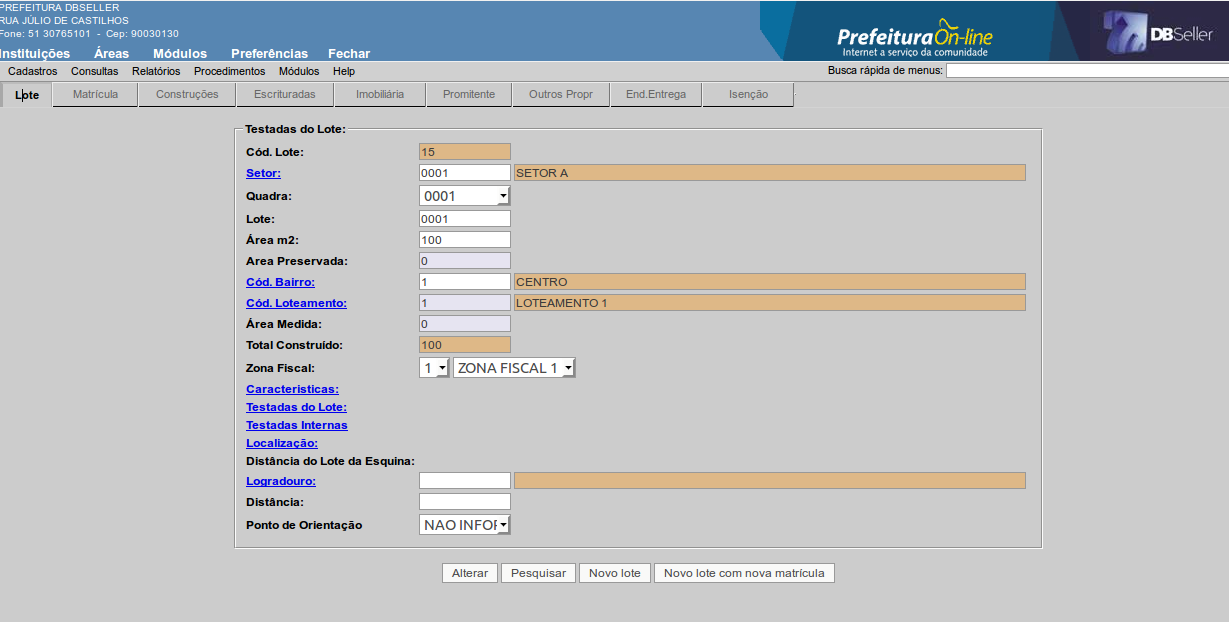 PREFEITURA DBSELLER
RUA JÚLIO DE CASTILHOS
Fone: 51 30765101 - Cep: 90030130
Instituições Áreas Módulos Preferências Fechar
Prefeitura On-line
Internet a serviço da comunidade
DBSeller
Cadastros Consultas Relatórios Procedimentos Módulos Help
Busca rápida de menus:
Lote Matrícula Construções Escrituradas Imobiliária Promitente Outros Propr End.Entrega Isenção
Testadas do Lote:
Cód. Lote: 15
Setor: 0001 SETOR A
Quadra: 0001
Lote: 0001
Área m2: 100
Area Preservada: 0
Cód. Bairro: 1 CENTRO
Cód. Loteamento: 1 LOTEAMENTO 1
Área Medida: 0
Total Construído: 100
Zona Fiscal: 1 ZONA FISCAL 1
Caracteristicas:
Testadas do Lote:
Testadas Internas
Localização:
Distância do Lote da Esquina:
Logradouro:
Distância:
Ponto de Orientação NAO INFOR
Alterar Pesquisar Novo lote Novo lote com nova matrícula